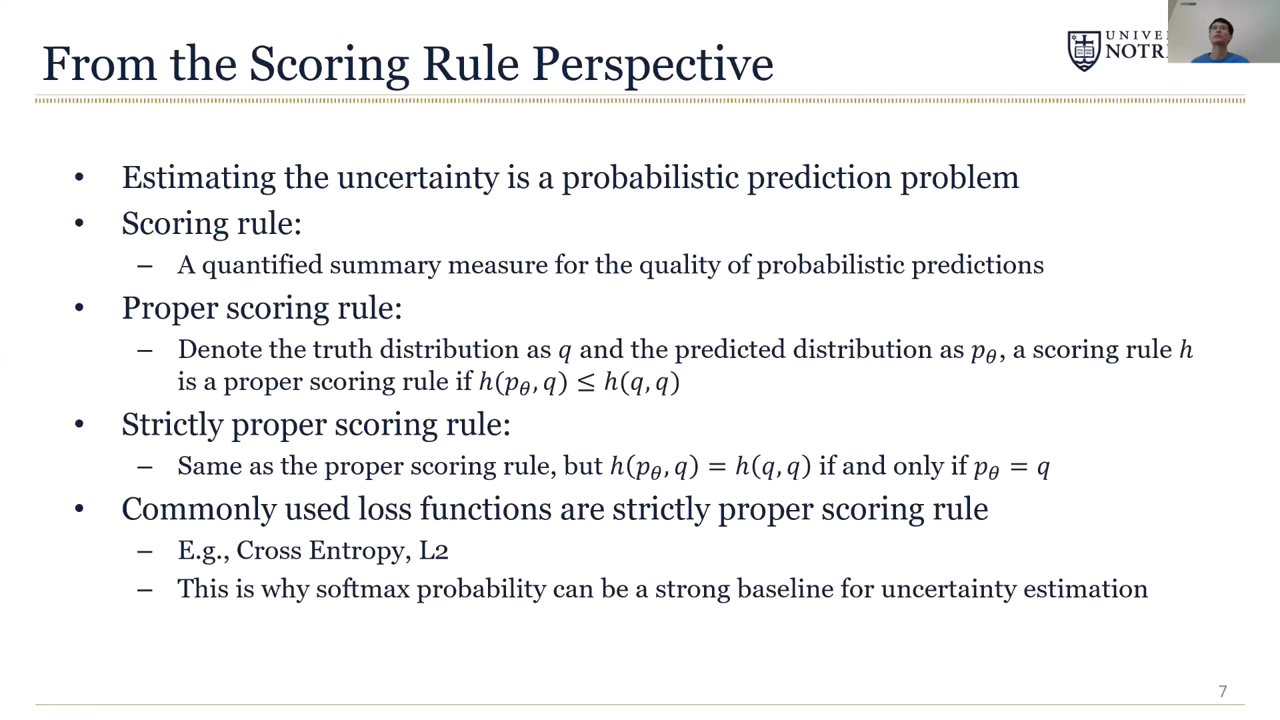 From the Scoring Rule Perspective
• Estimating the uncertainty is a probabilistic prediction problem
• Scoring rule:
– A quantified summary measure for the quality of probabilistic predictions
• Proper scoring rule:
– Denote the truth distribution as q and the predicted distribution as pθ, a scoring rule h
is a proper scoring rule if h(pθ, q) ≤ h(q, q)
• Strictly proper scoring rule:
– Same as the proper scoring rule, but h(pθ, q) = h(q, q) if and only if pθ = q
• Commonly used loss functions are strictly proper scoring rule
– E.g., Cross Entropy, L2
– This is why softmax probability can be a strong baseline for uncertainty estimation
7